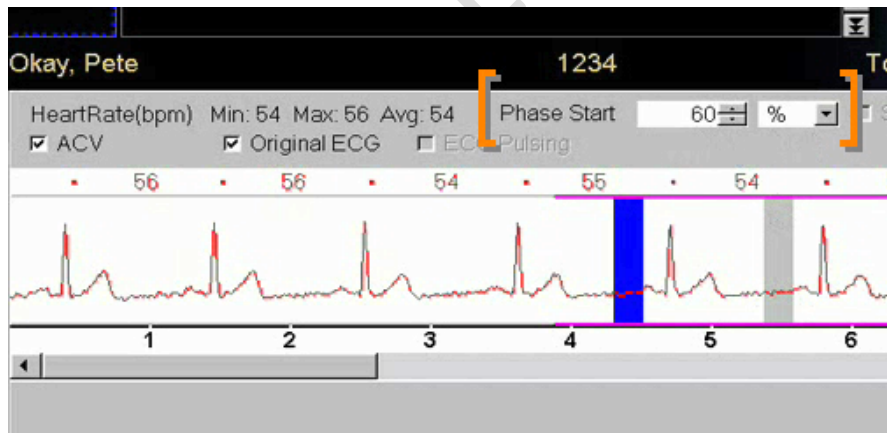 Okay, Pete 1234
HeartRate(bpm) Min: 54 Max: 56 Avg: 54 Phase Start 60 %
ACV Original ECG ECG Pulsing
56 56 54 55 54
1 2 3 4 5 6